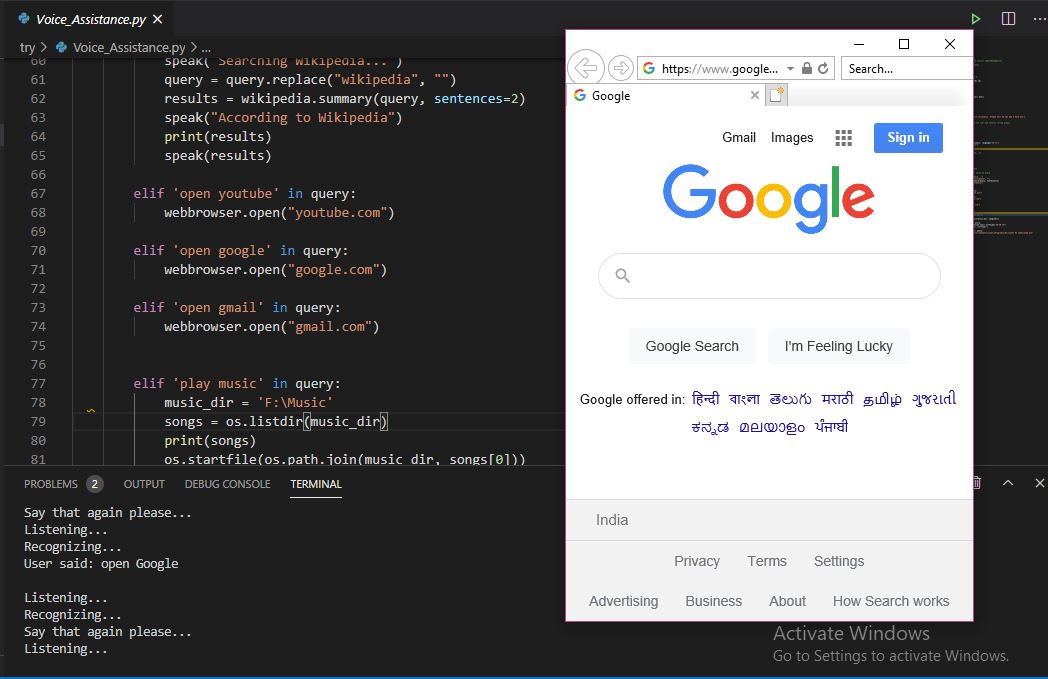 Voice_Assistance.py
try > Voice_Assistance.py > ...
60 speak("Searching Wikipedia...")
61 query = query.replace("wikipedia", "")
62 results = wikipedia.summary(query, sentences=2)
63 speak("According to Wikipedia")
64 print(results)
65 speak(results)
66
67 elif 'open youtube' in query:
68 webbrowser.open("youtube.com")
69
70 elif 'open google' in query:
71 webbrowser.open("google.com")
72
73 elif 'open gmail' in query:
74 webbrowser.open("gmail.com")
75
76
77 elif 'play music' in query:
78 music_dir = 'F:\Music'
79 songs = os.listdir(music_dir)
80 print(songs)
81 os.startfile(os.path.join(music_dir, songs[0]))
PROBLEMS 2 OUTPUT DEBUG CONSOLE TERMINAL
Say that again please...
Listening...
Recognizing...
User said: open Google
Listening...
Recognizing...
Say that again please...
Listening...
https://www.google... Search...
Google
Gmail Images Sign in
Google
Google Search I'm Feeling Lucky
Google offered in: हिन्दी বাংলা తెలుగు मराठी தமிழ் ગુજરાતી
ಕನ್ನಡ മലയാളം ਪੰਜਾਬੀ
India
Privacy Terms Settings
Advertising Business About How Search works
Activate Windows
Go to Settings to activate Windows.